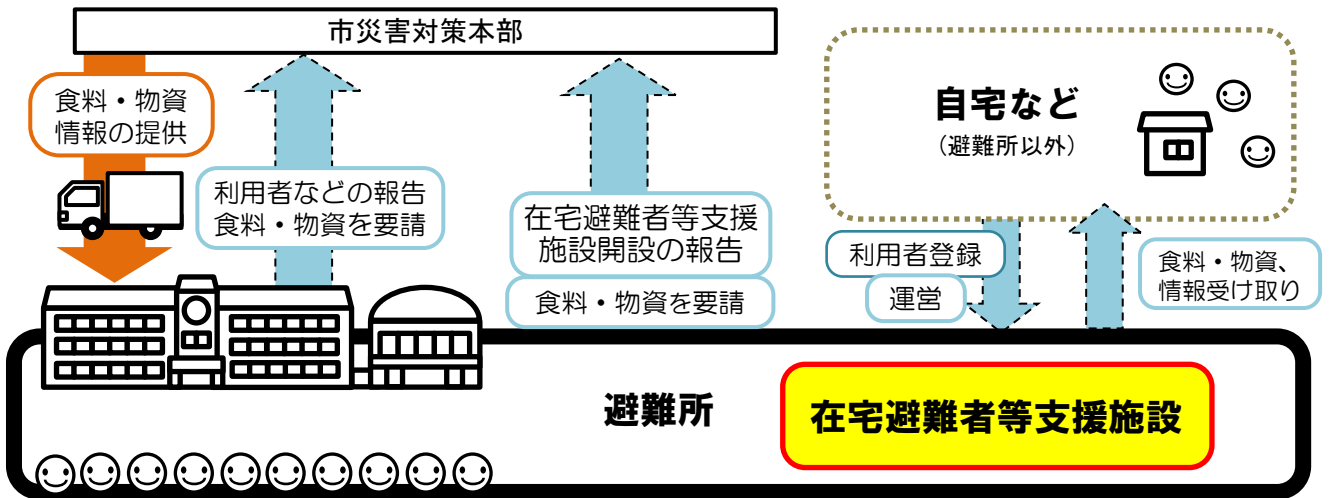 市災害対策本部
食料・物資
情報の提供
利用者などの報告
食料・物資を要請
在宅避難者等支援
施設開設の報告
食料・物資を要請
自宅など
（避難所以外）
利用者登録
運営
食料・物資、
情報受け取り
避難所
在宅避難者等支援施設